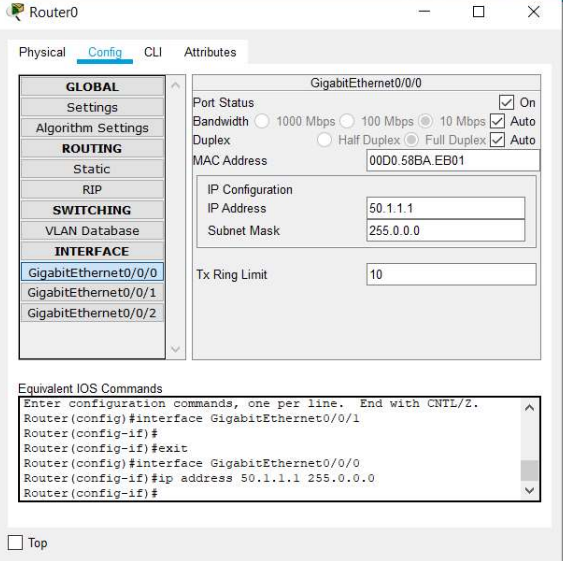 Router0
Physical Config CLI Attributes
GLOBAL
Settings
Algorithm Settings
ROUTING
Static
RIP
SWITCHING
VLAN Database
INTERFACE
GigabitEthernet0/0/0
GigabitEthernet0/0/1
GigabitEthernet0/0/2
GigabitEthernet0/0/0
Port Status On
Bandwidth 1000 Mbps 100 Mbps 10 Mbps Auto
Duplex Half Duplex Full Duplex Auto
MAC Address 00D0.58BA.EB01
IP Configuration
IP Address 50.1.1.1
Subnet Mask 255.0.0.0
Tx Ring Limit 10
Equivalent IOS Commands
Enter configuration commands, one per line. End with CNTL/Z.
Router(config)#interface GigabitEthernet0/0/1
Router(config-if)#
Router(config-if)#exit
Router(config)#interface GigabitEthernet0/0/0
Router(config-if)#ip address 50.1.1.1 255.0.0.0
Router(config-if)#
Top